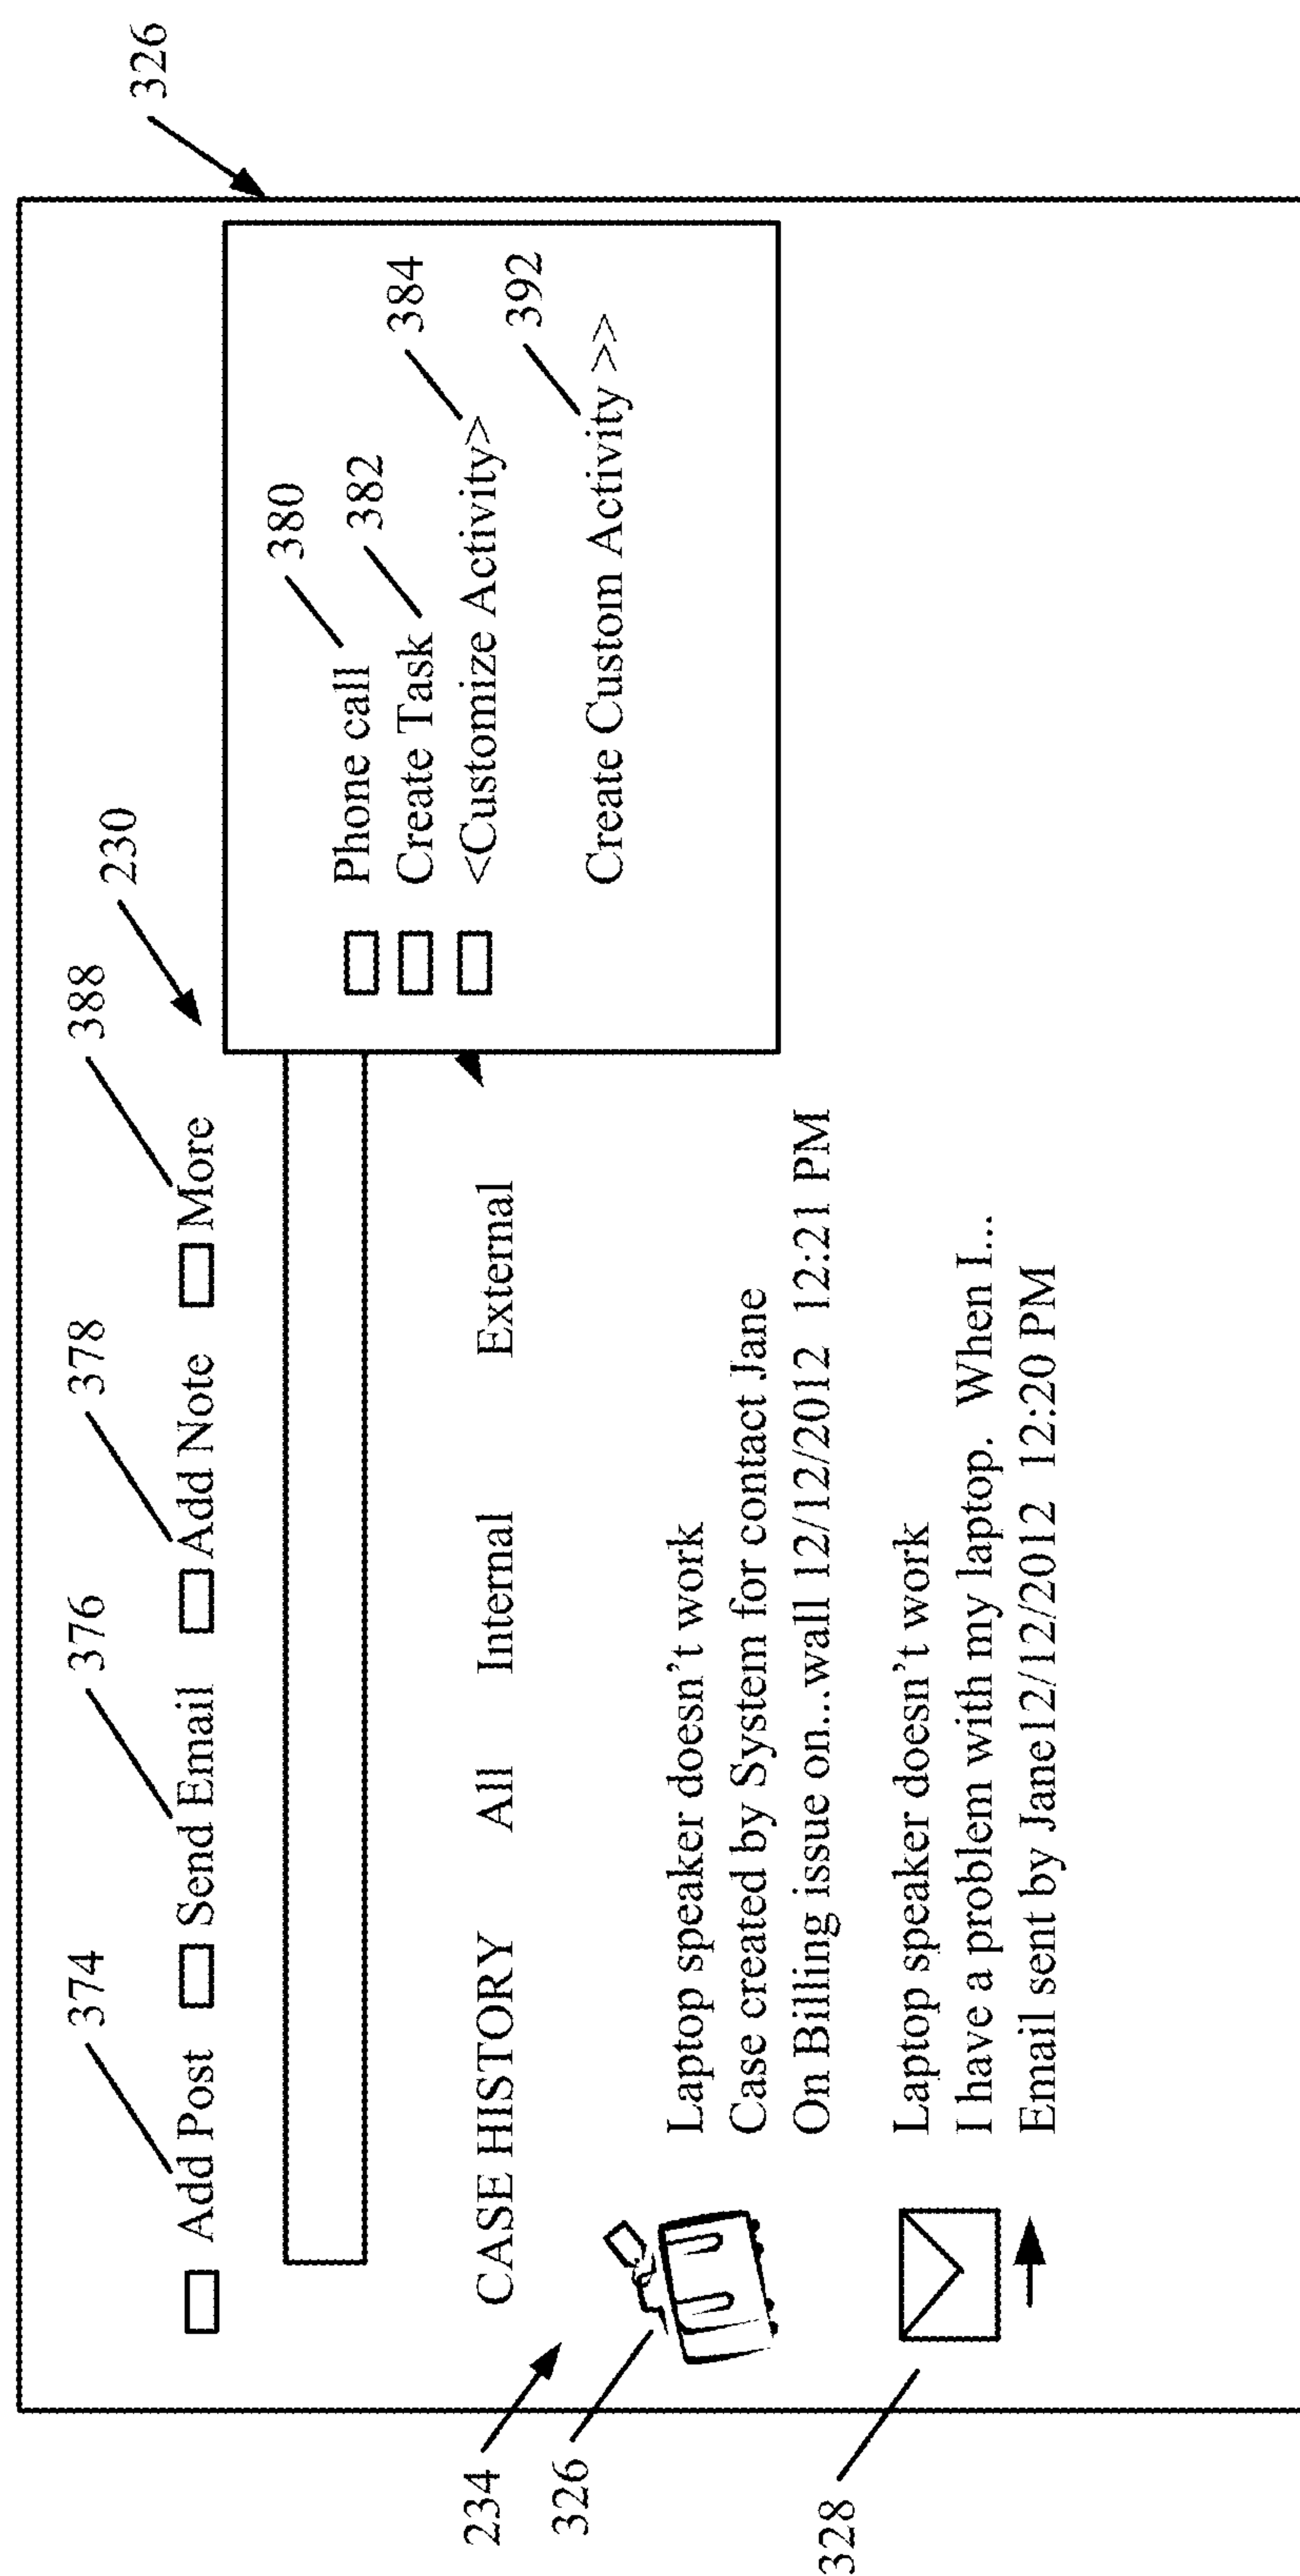 374
376
378
388
230
326
Add Post
Send Email
Add Note
More
380
382
384
392
Phone call
Create Task
<Customize Activity>
Create Custom Activity >>
234
CASE HISTORY
All
Internal
External
326
Laptop speaker doesn't work
Case created by System for contact Jane
On Billing issue on...wall 12/12/2012 12:21 PM
328
Laptop speaker doesn't work
I have a problem with my laptop. When I...
Email sent by Jane12/12/2012 12:20 PM